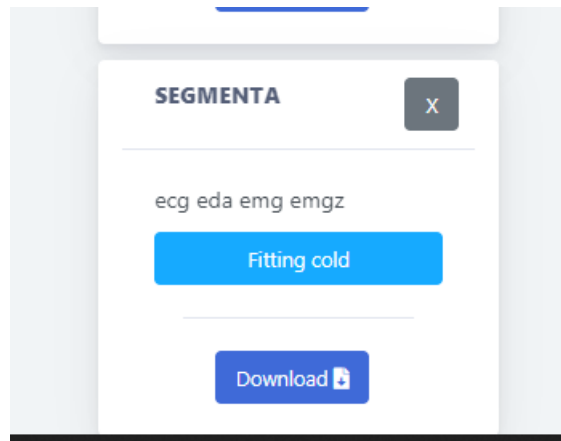 SEGMENTA
X
ecg eda emg emgz
Fitting cold
Download